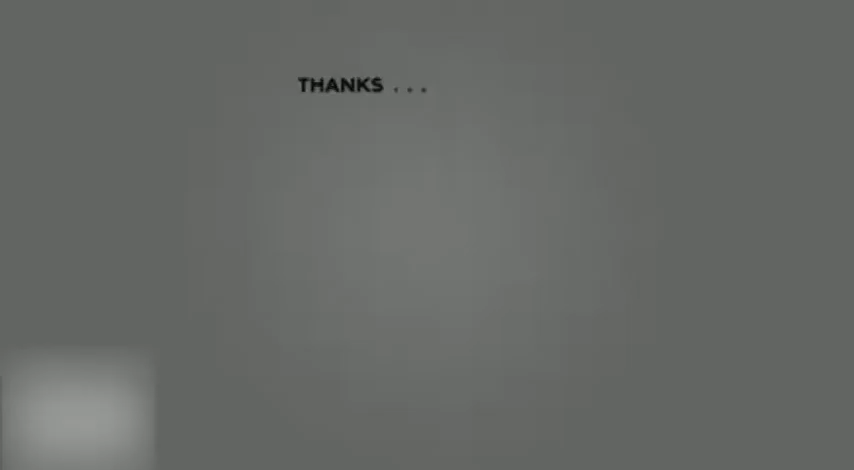 THANKS . . .